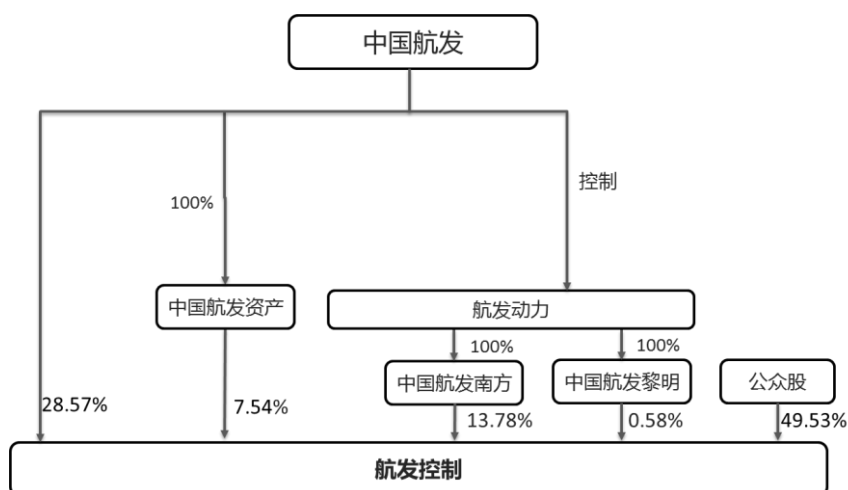 中国航发
控制
100%
中国航发资产
航发动力
100%
100%
中国航发南方
中国航发黎明
公众股
28.57%
7.54%
13.78%
0.58%
49.53%
航发控制